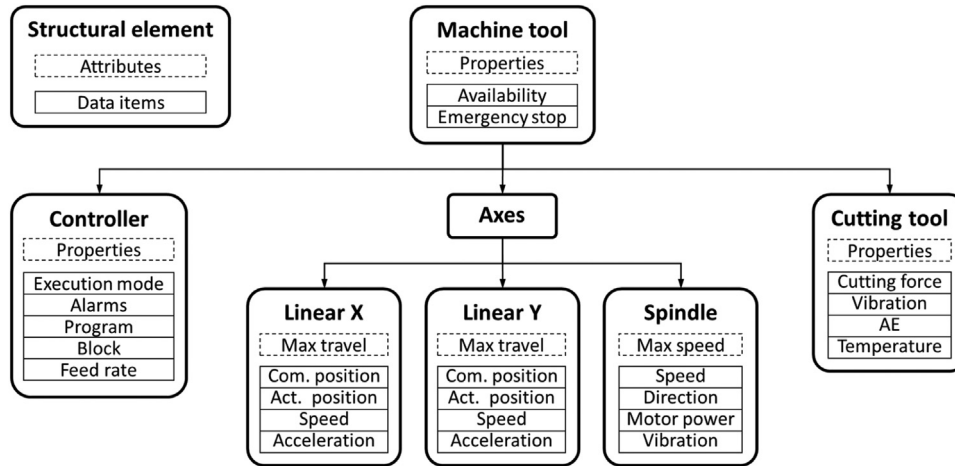 Structural element
Attributes
Data items
Machine tool
Properties
Availability
Emergency stop
Controller
Properties
Execution mode
Alarms
Program
Block
Feed rate
Axes
Linear X
Max travel
Com. position
Act. position
Speed
Acceleration
Linear Y
Max travel
Com. position
Act. position
Speed
Acceleration
Spindle
Max speed
Speed
Direction
Motor power
Vibration
Cutting tool
Properties
Cutting force
Vibration
AE
Temperature